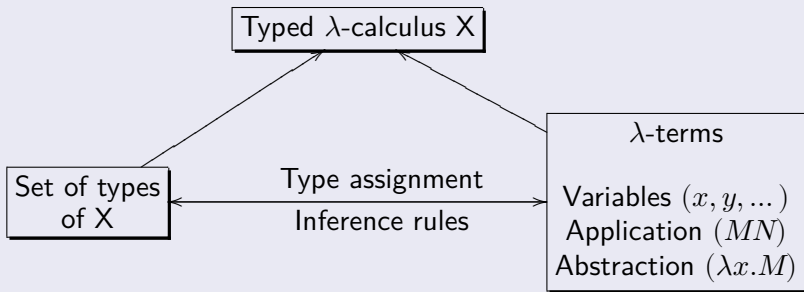 Typed λ-calculus X
λ-terms
Set of types
of X
Type assignment
Inference rules
Variables (x, y, ...)
Application (MN)
Abstraction (λx.M)